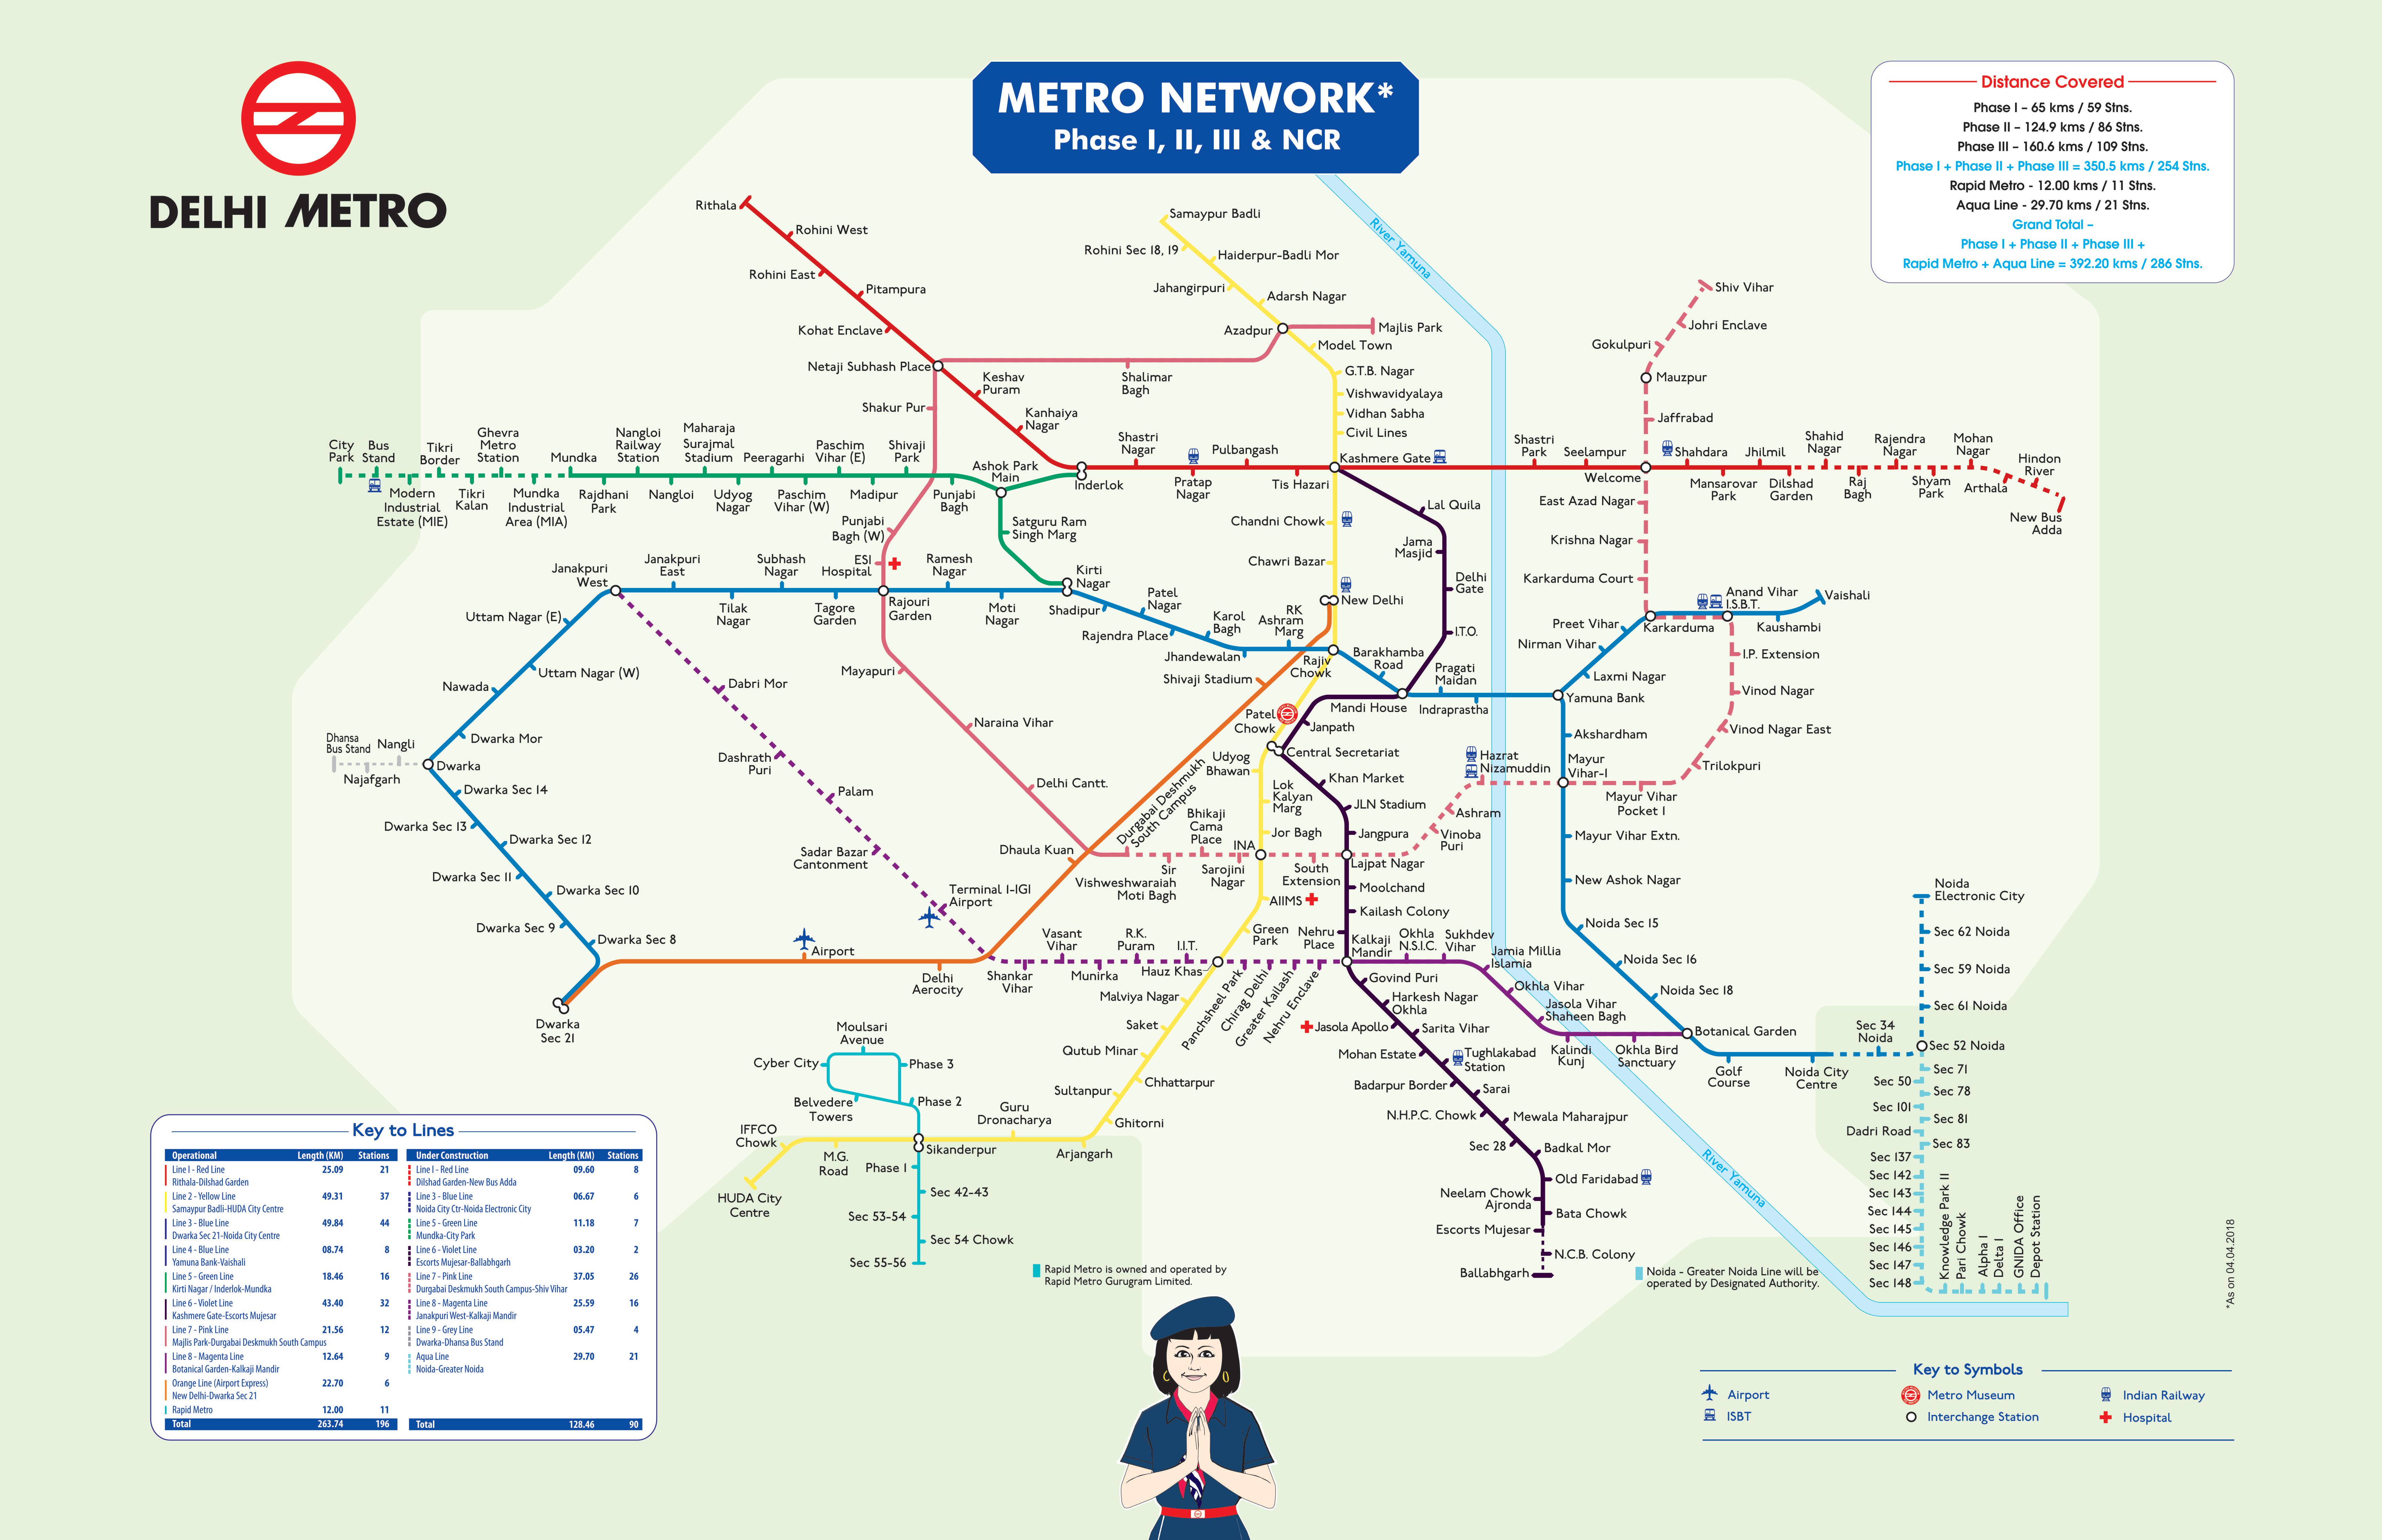 DELHI METRO
METRO NETWORK*
Phase I, II, III & NCR
Distance Covered
Phase I – 65 kms / 59 Stns.
Phase II – 124.9 kms / 86 Stns.
Phase III – 160.6 kms / 109 Stns.
Phase I + Phase II + Phase III = 350.5 kms / 254 Stns.
Rapid Metro - 12.00 kms / 11 Stns.
Aqua Line - 29.70 kms / 21 Stns.
Grand Total –
Phase I + Phase II + Phase III +
Rapid Metro + Aqua Line = 392.20 kms / 286 Stns.
River Yamuna
Rithala
Rohini West
Rohini East
Pitampura
Kohat Enclave
Netaji Subhash Place
Keshav
Puram
Kanhaiya
Nagar
Inderlok
Shastri
Nagar
Pratap
Nagar
Pulbangash
Tis Hazari
Kashmere Gate
Shastri
Park
Seelampur
Welcome
Shahdara
Mansarovar
Park
Jhilmil
Dilshad
Garden
Shahid
Nagar
Raj
Bagh
Rajendra
Nagar
Shyam
Park
Mohan
Nagar
Arthala
Hindon
River
New Bus
Adda
Samaypur Badli
Rohini Sec 18, 19
Haiderpur-Badli Mor
Jahangirpuri
Adarsh Nagar
Azadpur
Majlis Park
Model Town
G.T.B. Nagar
Vishwavidyalaya
Vidhan Sabha
Civil Lines
Chandni Chowk
Chawri Bazar
New Delhi
Rajiv
Chowk
Patel
Chowk
Central Secretariat
Udyog
Bhawan
Lok
Kalyan
Marg
Jor Bagh
INA
AIIMS
Green
Park
Hauz Khas
Malviya Nagar
Saket
Qutub Minar
Chhattarpur
Sultanpur
Ghitorni
Arjangarh
Guru
Dronacharya
Sikanderpur
M.G.
Road
IFFCO
Chowk
HUDA City
Centre
Shiv Vihar
Johri Enclave
Gokulpuri
Mauzpur
Jaffrabad
East Azad Nagar
Krishna Nagar
Karkarduma Court
Karkarduma
Anand Vihar
I.S.B.T.
Kaushambi
Vaishali
Preet Vihar
Nirman Vihar
Laxmi Nagar
Yamuna Bank
I.P. Extension
Vinod Nagar
Vinod Nagar East
Trilokpuri
Mayur Vihar
Pocket 1
Mayur
Vihar-I
Hazrat
Nizamuddin
Ashram
Vinoba
Puri
Lajpat Nagar
South
Extension
Sarojini
Nagar
Bhikaji
Cama
Place
Sir
Vishweshwaraiah
Moti Bagh
Durgabai Deshmukh
South Campus
Delhi Cantt.
Naraina Vihar
Mayapuri
Rajouri
Garden
ESI
Hospital
Punjabi
Bagh (W)
Shakur Pur
Shalimar
Bagh
City
Park
Bus
Stand
Modern
Industrial
Estate (MIE)
Tikri
Border
Tikri
Kalan
Ghevra
Metro
Station
Mundka
Industrial
Area (MIA)
Mundka
Rajdhani
Park
Nangloi
Railway
Station
Nangloi
Maharaja
Surajmal
Stadium
Udyog
Nagar
Peeragarhi
Paschim
Vihar (W)
Paschim
Vihar (E)
Madipur
Shivaji
Park
Punjabi
Bagh
Ashok Park
Main
Satguru Ram
Singh Marg
Kirti
Nagar
Janakpuri
West
Janakpuri
East
Tilak
Nagar
Subhash
Nagar
Tagore
Garden
Ramesh
Nagar
Moti
Nagar
Shadipur
Patel
Nagar
Rajendra Place
Karol
Bagh
Jhandewalan
RK
Ashram
Marg
Barakhamba
Road
Mandi House
Pragati
Maidan
Indraprastha
Uttam Nagar (E)
Uttam Nagar (W)
Nawada
Dwarka Mor
Dwarka
Dhansa
Bus Stand
Nangli
Najafgarh
Dwarka Sec 14
Dwarka Sec 13
Dwarka Sec 12
Dwarka Sec 11
Dwarka Sec 10
Dwarka Sec 9
Dwarka Sec 8
Dwarka
Sec 21
Airport
Delhi
Aerocity
Dhaula Kuan
Shivaji Stadium
Lal Quila
Jama
Masjid
Delhi
Gate
I.T.O.
Janpath
Khan Market
JLN Stadium
Jangpura
Moolchand
Kailash Colony
Nehru
Place
Kalkaji
Mandir
Govind Puri
Harkesh Nagar
Okhla
Jasola Apollo
Sarita Vihar
Mohan Estate
Tughlakabad
Station
Badarpur Border
Sarai
N.H.P.C. Chowk
Mewala Maharajpur
Sec 28
Badkal Mor
Old Faridabad
Neelam Chowk
Ajronda
Bata Chowk
Escorts Mujesar
N.C.B. Colony
Ballabhgarh
Dabri Mor
Dashrath
Puri
Palam
Sadar Bazar
Cantonment
Terminal 1-IGI
Airport
Shankar
Vihar
Vasant
Vihar
Munirka
R.K.
Puram
I.I.T.
Panchsheel Park
Chirag Delhi
Greater Kailash
Nehru Enclave
Okhla
N.S.I.C.
Sukhdev
Vihar
Jamia Millia
Islamia
Okhla Vihar
Jasola Vihar
Shaheen Bagh
Kalindi
Kunj
Okhla Bird
Sanctuary
Botanical Garden
Akshardham
Mayur Vihar Extn.
New Ashok Nagar
Noida Sec 15
Noida Sec 16
Noida Sec 18
Golf
Course
Noida City
Centre
Sec 34
Noida
Sec 52 Noida
Sec 61 Noida
Sec 59 Noida
Sec 62 Noida
Noida
Electronic City
Sec 71
Sec 50
Sec 78
Sec 101
Sec 81
Dadri Road
Sec 83
Sec 137
Sec 142
Sec 143
Sec 144
Sec 145
Sec 146
Sec 147
Sec 148
Knowledge Park II
Pari Chowk
Alpha 1
Delta 1
GNIDA Office
Depot Station
River Yamuna
Moulsari
Avenue
Cyber City
Phase 3
Belvedere
Towers
Phase 2
Phase 1
Sec 42-43
Sec 53-54
Sec 54 Chowk
Sec 55-56
Rapid Metro is owned and operated by
Rapid Metro Gurugram Limited.
Noida - Greater Noida Line will be
operated by Designated Authority.
*As on 04.04.2018
Key to Lines
Operational Length (KM) Stations
Line 1 - Red Line 25.09 21
Rithala-Dilshad Garden
Line 2 - Yellow Line 49.31 37
Samaypur Badli-HUDA City Centre
Line 3 - Blue Line 49.84 44
Dwarka Sec 21-Noida City Centre
Line 4 - Blue Line 08.74 8
Yamuna Bank-Vaishali
Line 5 - Green Line 18.46 16
Kirti Nagar / Inderlok-Mundka
Line 6 - Violet Line 43.40 32
Kashmere Gate-Escorts Mujesar
Line 7 - Pink Line 21.56 12
Majlis Park-Durgabai Deskmukh South Campus
Line 8 - Magenta Line 12.64 9
Botanical Garden-Kalkaji Mandir
Orange Line (Airport Express) 22.70 6
New Delhi-Dwarka Sec 21
Rapid Metro 12.00 11
Total 263.74 196
Under Construction Length (KM) Stations
Line 1 - Red Line 09.60 8
Dilshad Garden-New Bus Adda
Line 3 - Blue Line 06.67 6
Noida City Ctr-Noida Electronic City
Line 5 - Green Line 11.18 7
Mundka-City Park
Line 6 - Violet Line 03.20 2
Escorts Mujesar-Ballabhgarh
Line 7 - Pink Line 37.05 26
Durgabai Deskmukh South Campus-Shiv Vihar
Line 8 - Magenta Line 25.59 16
Janakpuri West-Kalkaji Mandir
Line 9 - Grey Line 05.47 4
Dwarka-Dhansa Bus Stand
Aqua Line 29.70 21
Noida-Greater Noida
Total 128.46 90
Key to Symbols
Airport
Metro Museum
Indian Railway
ISBT
Interchange Station
Hospital